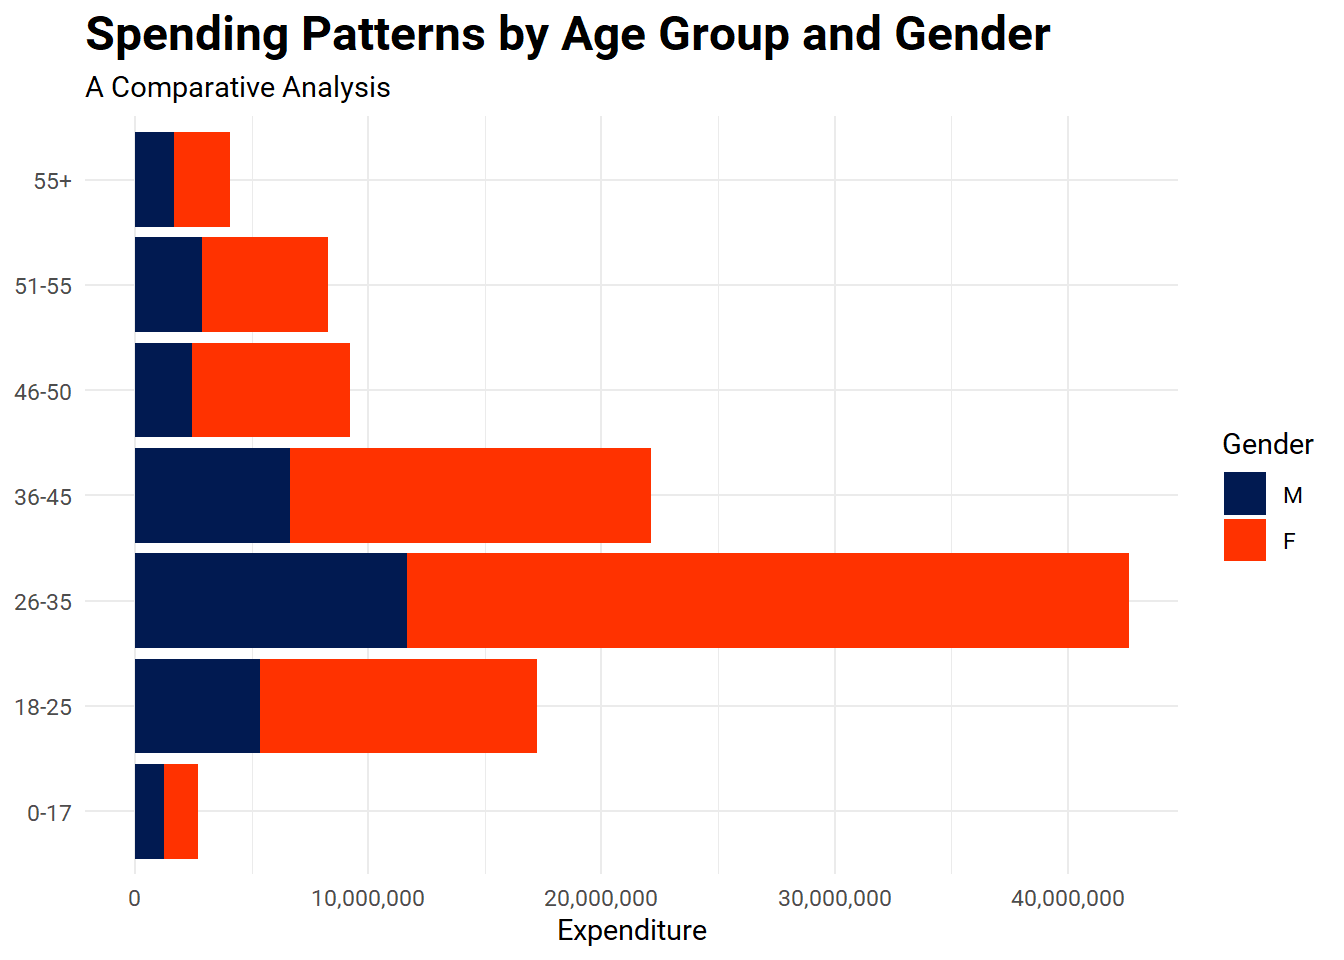 Spending Patterns by Age Group and Gender
A Comparative Analysis
55+
51-55
46-50
36-45
26-35
18-25
0-17
0
10,000,000
20,000,000
30,000,000
40,000,000
Expenditure
Gender
M
F